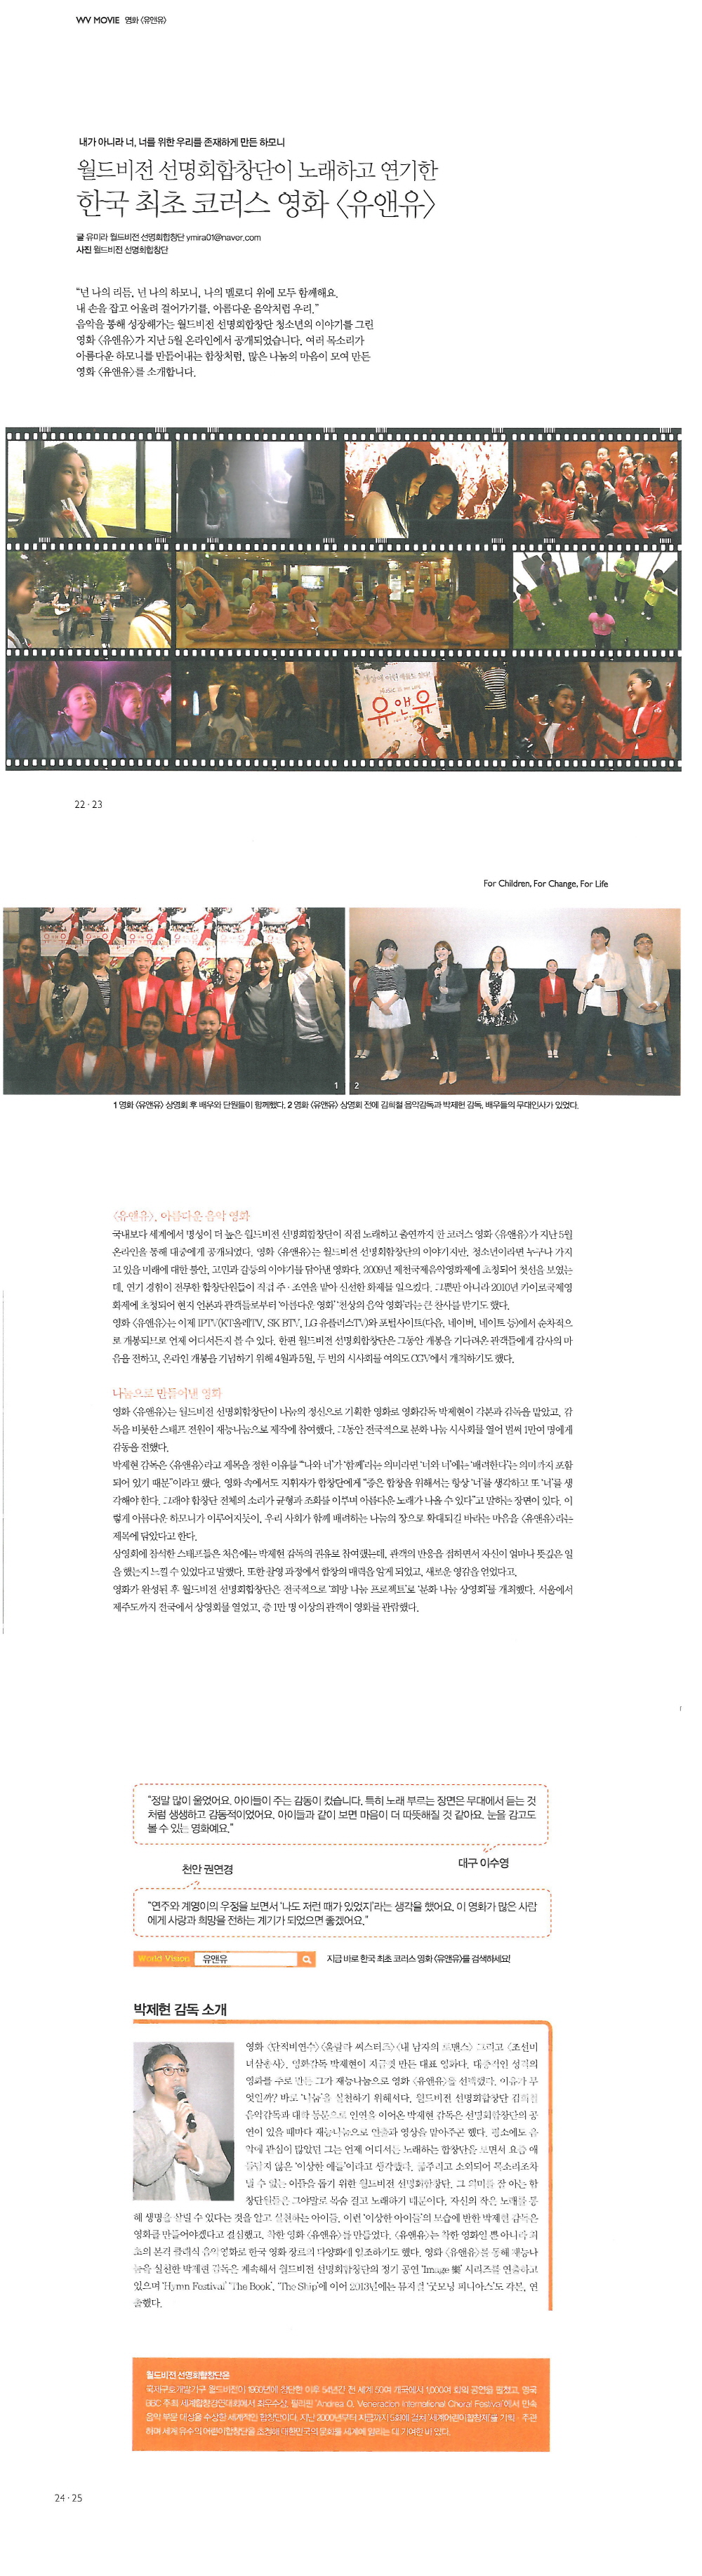 WV MOVIE 영화 〈유앤유〉
내가 아니라 너, 너를 위한 우리를 존재하게 만든 하모니
월드비전 선명회합창단이 노래하고 연기한
한국 최초 코러스 영화 〈유앤유〉
글 유미라 월드비전 선명회합창단 ymira01@naver.com
사진 월드비전 선명회합창단
“넌 나의 리듬, 넌 나의 하모니, 나의 멜로디 위에 모두 함께해요.
내 손을 잡고 어울려 걸어가기를, 아름다운 음악처럼 우리.”
음악을 통해 성장해가는 월드비전 선명회합창단 청소년의 이야기를 그린
영화 〈유앤유〉가 지난 5월 온라인에서 공개되었습니다. 여러 목소리가
아름다운 하모니를 만들어내는 합창처럼, 많은 나눔의 마음이 모여 만든
영화 〈유앤유〉를 소개합니다.
유앤유
22 · 23
For Children, For Change, For Life
1 2
1 영화 〈유앤유〉 상영회 후 배우와 단원들이 함께했다. 2 영화 〈유앤유〉 상영회 전에 김희철 음악감독과 박제현 감독, 배우들의 무대인사가 있었다.
〈유앤유〉, 아름다운 음악 영화
국내보다 세계에서 명성이 더 높은 월드비전 선명회합창단이 직접 노래하고 출연까지 한 코러스 영화 〈유앤유〉가 지난 5월
온라인을 통해 대중에게 공개되었다. 영화 〈유앤유〉는 월드비전 선명회합창단의 이야기지만, 청소년이라면 누구나 가지
고 있을 미래에 대한 불안, 고민과 갈등의 이야기를 담아낸 영화다. 2009년 제천국제음악영화제에 초청되어 첫선을 보였는
데, 연기 경험이 전무한 합창단원들이 직접 주·조연을 맡아 신선한 화제를 일으켰다. 그뿐만 아니라 2010년 카이로국제영
화제에 초청되어 현지 언론과 관객들로부터 ‘아름다운 영화’ ‘천상의 음악 영화’라는 큰 찬사를 받기도 했다.
영화 〈유앤유〉는 이제 IPTV(KT올레TV, SK BTV, LG 유플러스TV)와 포털사이트(다음, 네이버, 네이트 등)에서 순차적으
로 개봉되므로 언제 어디서든지 볼 수 있다. 한편 월드비전 선명회합창단은 그동안 개봉을 기다려온 관객들에게 감사의 마
음을 전하고, 온라인 개봉을 기념하기 위해 4월과 5월, 두 번의 시사회를 여의도 CGV에서 개최하기도 했다.
나눔으로 만들어낸 영화
영화 〈유앤유〉는 월드비전 선명회합창단이 나눔의 정신으로 기획한 영화로 영화감독 박제현이 각본과 감독을 맡았고, 감
독을 비롯한 스태프 전원이 재능나눔으로 제작에 참여했다. 그동안 전국적으로 문화 나눔 시사회를 열어 벌써 1만여 명에게
감동을 전했다.
박제현 감독은 〈유앤유〉라고 제목을 정한 이유를 “‘나와 너’가 ‘함께’라는 의미라면 ‘너와 너’에는 ‘배려한다’는 의미까지 포함
되어 있기 때문”이라고 했다. 영화 속에서도 지휘자가 합창단에게 “좋은 합창을 위해서는 항상 ‘너’를 생각하고 또 ‘너’를 생
각해야 한다. 그래야 합창단 전체의 소리가 균형과 조화를 이루며 아름다운 노래가 나올 수 있다”고 말하는 장면이 있다. 이
렇게 아름다운 하모니가 이루어지듯이, 우리 사회가 함께 배려하는 나눔의 장으로 확대되길 바라는 마음을 〈유앤유〉라는
제목에 담았다고 한다.
상영회에 참석한 스태프들은 처음에는 박제현 감독의 권유로 참여했는데, 관객의 반응을 접하면서 자신이 얼마나 뜻깊은 일
을 했는지 느낄 수 있었다고 말했다. 또한 촬영 과정에서 합창의 매력을 알게 되었고, 새로운 영감을 얻었다고.
영화가 완성된 후 월드비전 선명회합창단은 전국적으로 ‘희망 나눔 프로젝트’로 ‘문화 나눔 상영회’를 개최했다. 서울에서
제주도까지 전국에서 상영회를 열었고, 총 1만 명 이상의 관객이 영화를 관람했다.
“정말 많이 울었어요. 아이들이 주는 감동이 컸습니다. 특히 노래 부르는 장면은 무대에서 듣는 것
처럼 생생하고 감동적이었어요. 아이들과 같이 보면 마음이 더 따뜻해질 것 같아요. 눈을 감고도
볼 수 있는 영화예요.”
대구 이수영
천안 권연경
“연주와 계명이의 우정을 보면서 ‘나도 저런 때가 있었지’라는 생각을 했어요. 이 영화가 많은 사람
에게 사랑과 희망을 전하는 계기가 되었으면 좋겠어요.”
World Vision 유앤유 지금 바로 한국 최초 코러스 영화 〈유앤유〉를 검색하세요!
박제현 감독 소개
영화 〈단적비연수〉 〈울랄라 씨스터즈〉 〈내 남자의 로맨스〉 그리고 〈조선미
녀삼총사〉. 영화감독 박제현이 지금껏 만든 대표 영화다. 대중적인 성격의
영화를 주로 만든 그가 재능나눔으로 영화 〈유앤유〉을 선택했다. 이유가 무
엇일까? 바로 ‘나눔’을 실천하기 위해서다. 월드비전 선명회합창단 김희철
음악감독과 대학 동문으로 인연을 이어온 박제현 감독은 선명회합창단의 공
연이 있을 때마다 재능나눔으로 연출과 영상을 맡아주곤 했다. 평소에도 음
악에 관심이 많았던 그는 언제 어디서든 노래하는 합창단을 보면서 요즘 애
들답지 않은 ‘이상한 애들’이라고 생각했다. 굶주리고 소외되어 목소리조차
낼 수 없는 이들을 돕기 위한 월드비전 선명회합창단, 그 의미를 잘 아는 합
창단원들은 그야말로 목숨 걸고 노래하기 때문이다. 자신의 작은 노래를 통
해 생명을 살릴 수 있다는 것을 알고 실천하는 아이들. 이런 ‘이상한 아이들’의 모습에 반한 박제현 감독은
영화를 만들어야겠다고 결심했고, 착한 영화 〈유앤유〉를 만들었다. 〈유앤유〉는 착한 영화일 뿐 아니라 최
초의 본격 클래식 음악영화로 한국 영화 장르의 다양화에 일조하기도 했다. 영화 〈유앤유〉를 통해 재능나
눔을 실천한 박제현 감독은 계속해서 월드비전 선명회합창단의 정기 공연 ‘Image 樂’ 시리즈를 연출하고
있으며 ‘Hymn Festival’ ‘The Book’, ‘The Ship’에 이어 2013년에는 뮤지컬 ‘굿모닝 피니아스’도 각본, 연
출했다.
월드비전 선명회합창단은
국제구호개발기구 월드비전이 1960년에 창단한 이후 54년간 전 세계 50여 개국에서 1,000여 회의 공연을 펼쳤고, 영국
BBC 주최 세계합창경연대회에서 최우수상, 필리핀 ‘Andrea O. Veneracion International Choral Festival’에서 민속
음악 부문 대상을 수상한 세계적인 합창단이다. 지난 2000년부터 지금까지 5회에 걸쳐 ‘세계어린이합창제’를 기획·주관
하며 세계 유수의 어린이합창단을 초청해 대한민국의 문화를 세계에 알리는 데 기여한 바 있다.
24 · 25